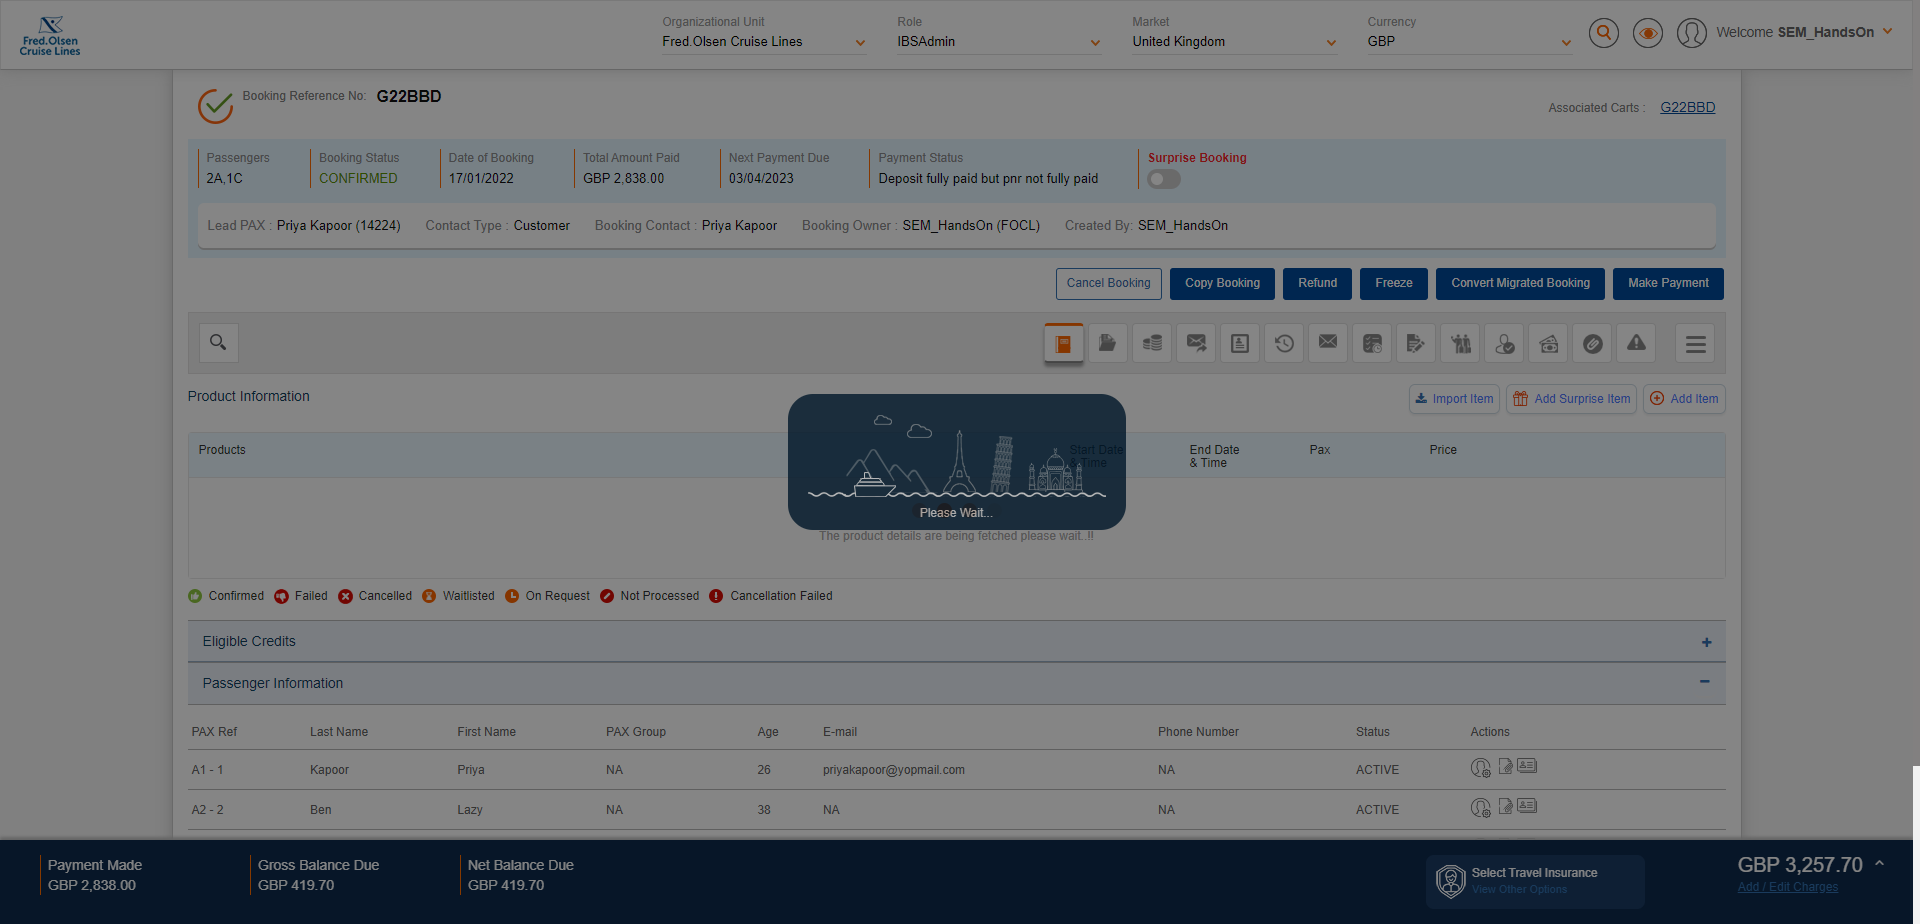 Fred.Olsen
Cruise Lines
Organizational Unit
Fred.Olsen Cruise Lines
Role
IBSAdmin
Market
United Kingdom
Currency
GBP
Welcome SEM_HandsOn
Booking Reference No: G22BBD
Associated Carts : G22BBD
Passengers
2A,1C
Booking Status
CONFIRMED
Date of Booking
17/01/2022
Total Amount Paid
GBP 2,838.00
Next Payment Due
03/04/2023
Payment Status
Deposit fully paid but pnr not fully paid
Surprise Booking
Lead PAX : Priya Kapoor (14224) Contact Type : Customer Booking Contact : Priya Kapoor Booking Owner : SEM_HandsOn (FOCL) Created By: SEM_HandsOn
Cancel Booking Copy Booking Refund Freeze Convert Migrated Booking Make Payment
Product Information
Import Item Add Surprise Item Add Item
Products
Start Date
& Time
End Date
& Time
Pax
Price
Please Wait...
The product details are being fetched please wait..!!
Confirmed Failed Cancelled Waitlisted On Request Not Processed Cancellation Failed
Eligible Credits
Passenger Information
PAX Ref Last Name First Name PAX Group Age E-mail Phone Number Status Actions
A1 - 1 Kapoor Priya NA 26 priyakapoor@yopmail.com NA ACTIVE
A2 - 2 Ben Lazy NA 38 NA NA ACTIVE
Payment Made
GBP 2,838.00
Gross Balance Due
GBP 419.70
Net Balance Due
GBP 419.70
Select Travel Insurance
View Other Options
GBP 3,257.70
Add / Edit Charges